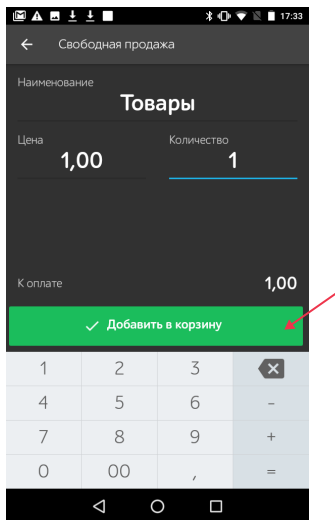 17:33
Свободная продажа
Наименование
Товары
Цена Количество
1,00 1
К оплате 1,00
Добавить в корзину
1 2 3
4 5 6 -
7 8 9 +
0 00 , =